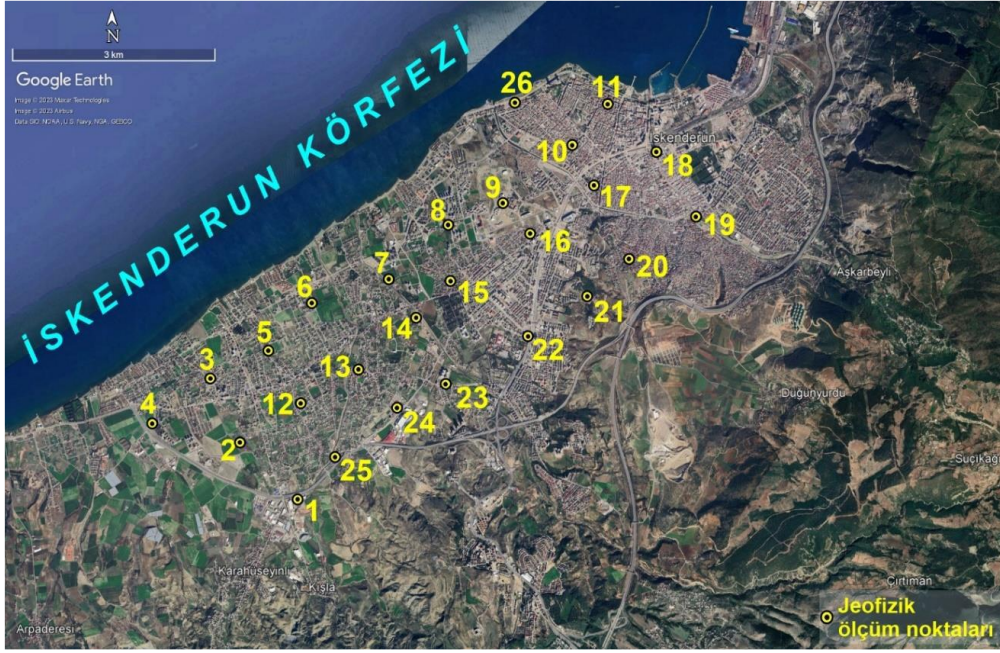 N
3 km
Google Earth
Image © 2023 Maxar Technologies
Image © 2023 Airbus
Data SIO, NOAA, U.S. Navy, NGA, GEBCO
İSKENDERUN KÖRFEZİ
26
11
10
İskenderun
18
9
17
8
19
16
20
Aşkarbeyli
7
15
21
6
14
22
5
13
3
Düğünyurdu
12
23
4
24
2
Suçıkağı
25
1
Karahüseyinli
Kışla
Çırtıman
Arpaderesi
Jeofizik
ölçüm noktaları